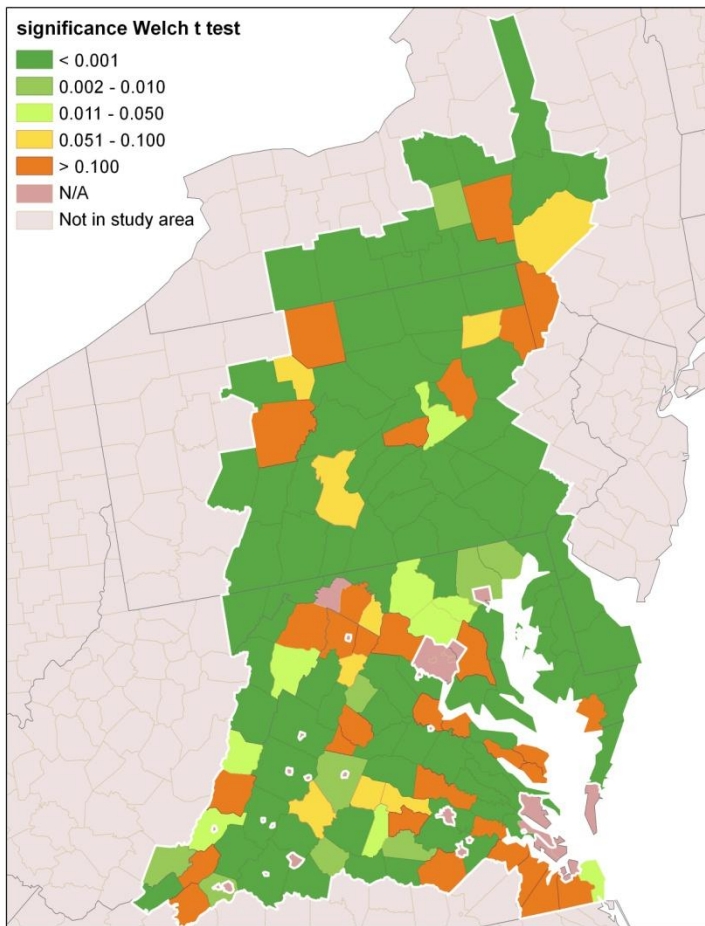 significance Welch t test
< 0.001
0.002 - 0.010
0.011 - 0.050
0.051 - 0.100
> 0.100
N/A
Not in study area